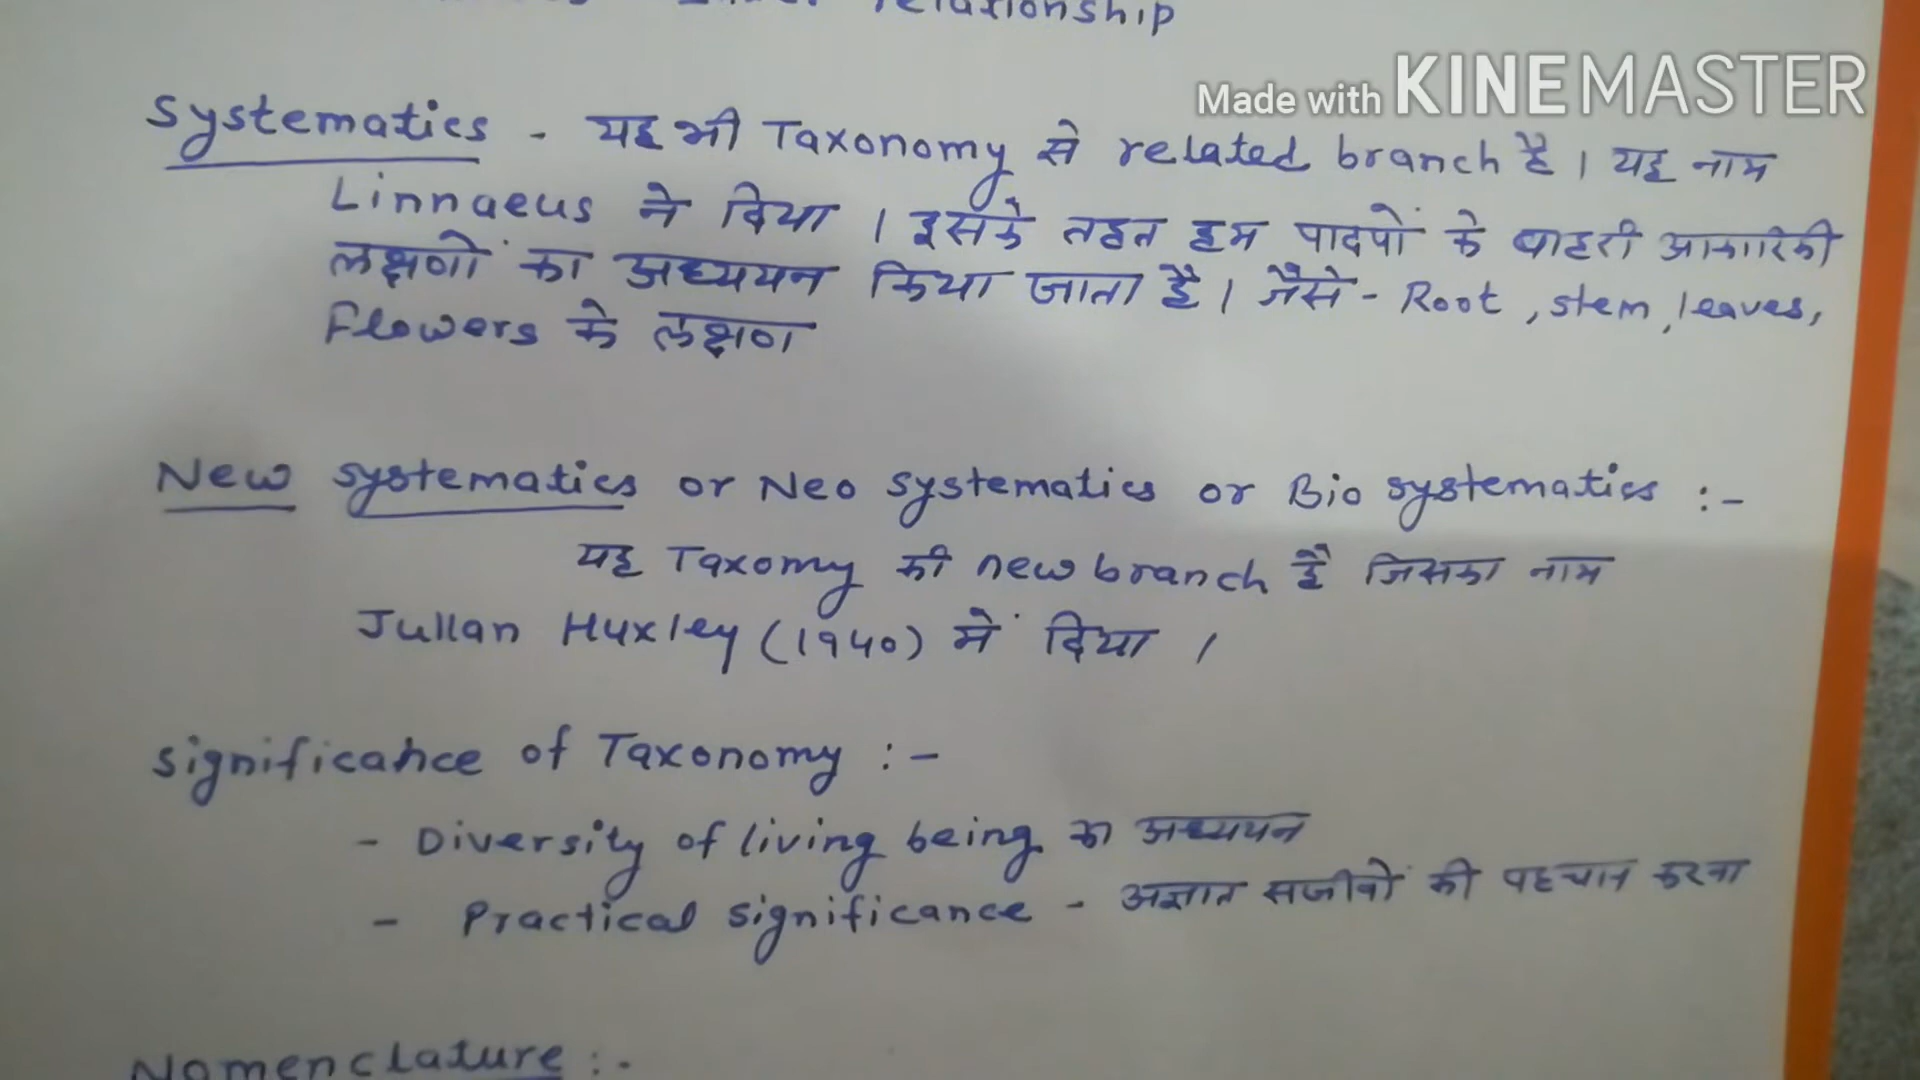 relationship
Made with KINEMASTER
Systematics - यह भी Taxonomy से related branch है । यह नाम
Linnaeus ने दिया । इसके तहत हम पादपों के बाहरी आकारिकी
लक्षणों का अध्ययन किया जाता है । जैसे - Root, stem, leaves,
Flowers के लक्षण
New systematics or Neo systematics or Bio systematics :-
यह Taxomy की new branch है जिसका नाम
Jullan Huxley (1940) में दिया ।
Significance of Taxonomy :-
- Diversity of living being का अध्ययन
- Practical significance - अज्ञात सजीवों की पहचान करना
Nomenclature :-